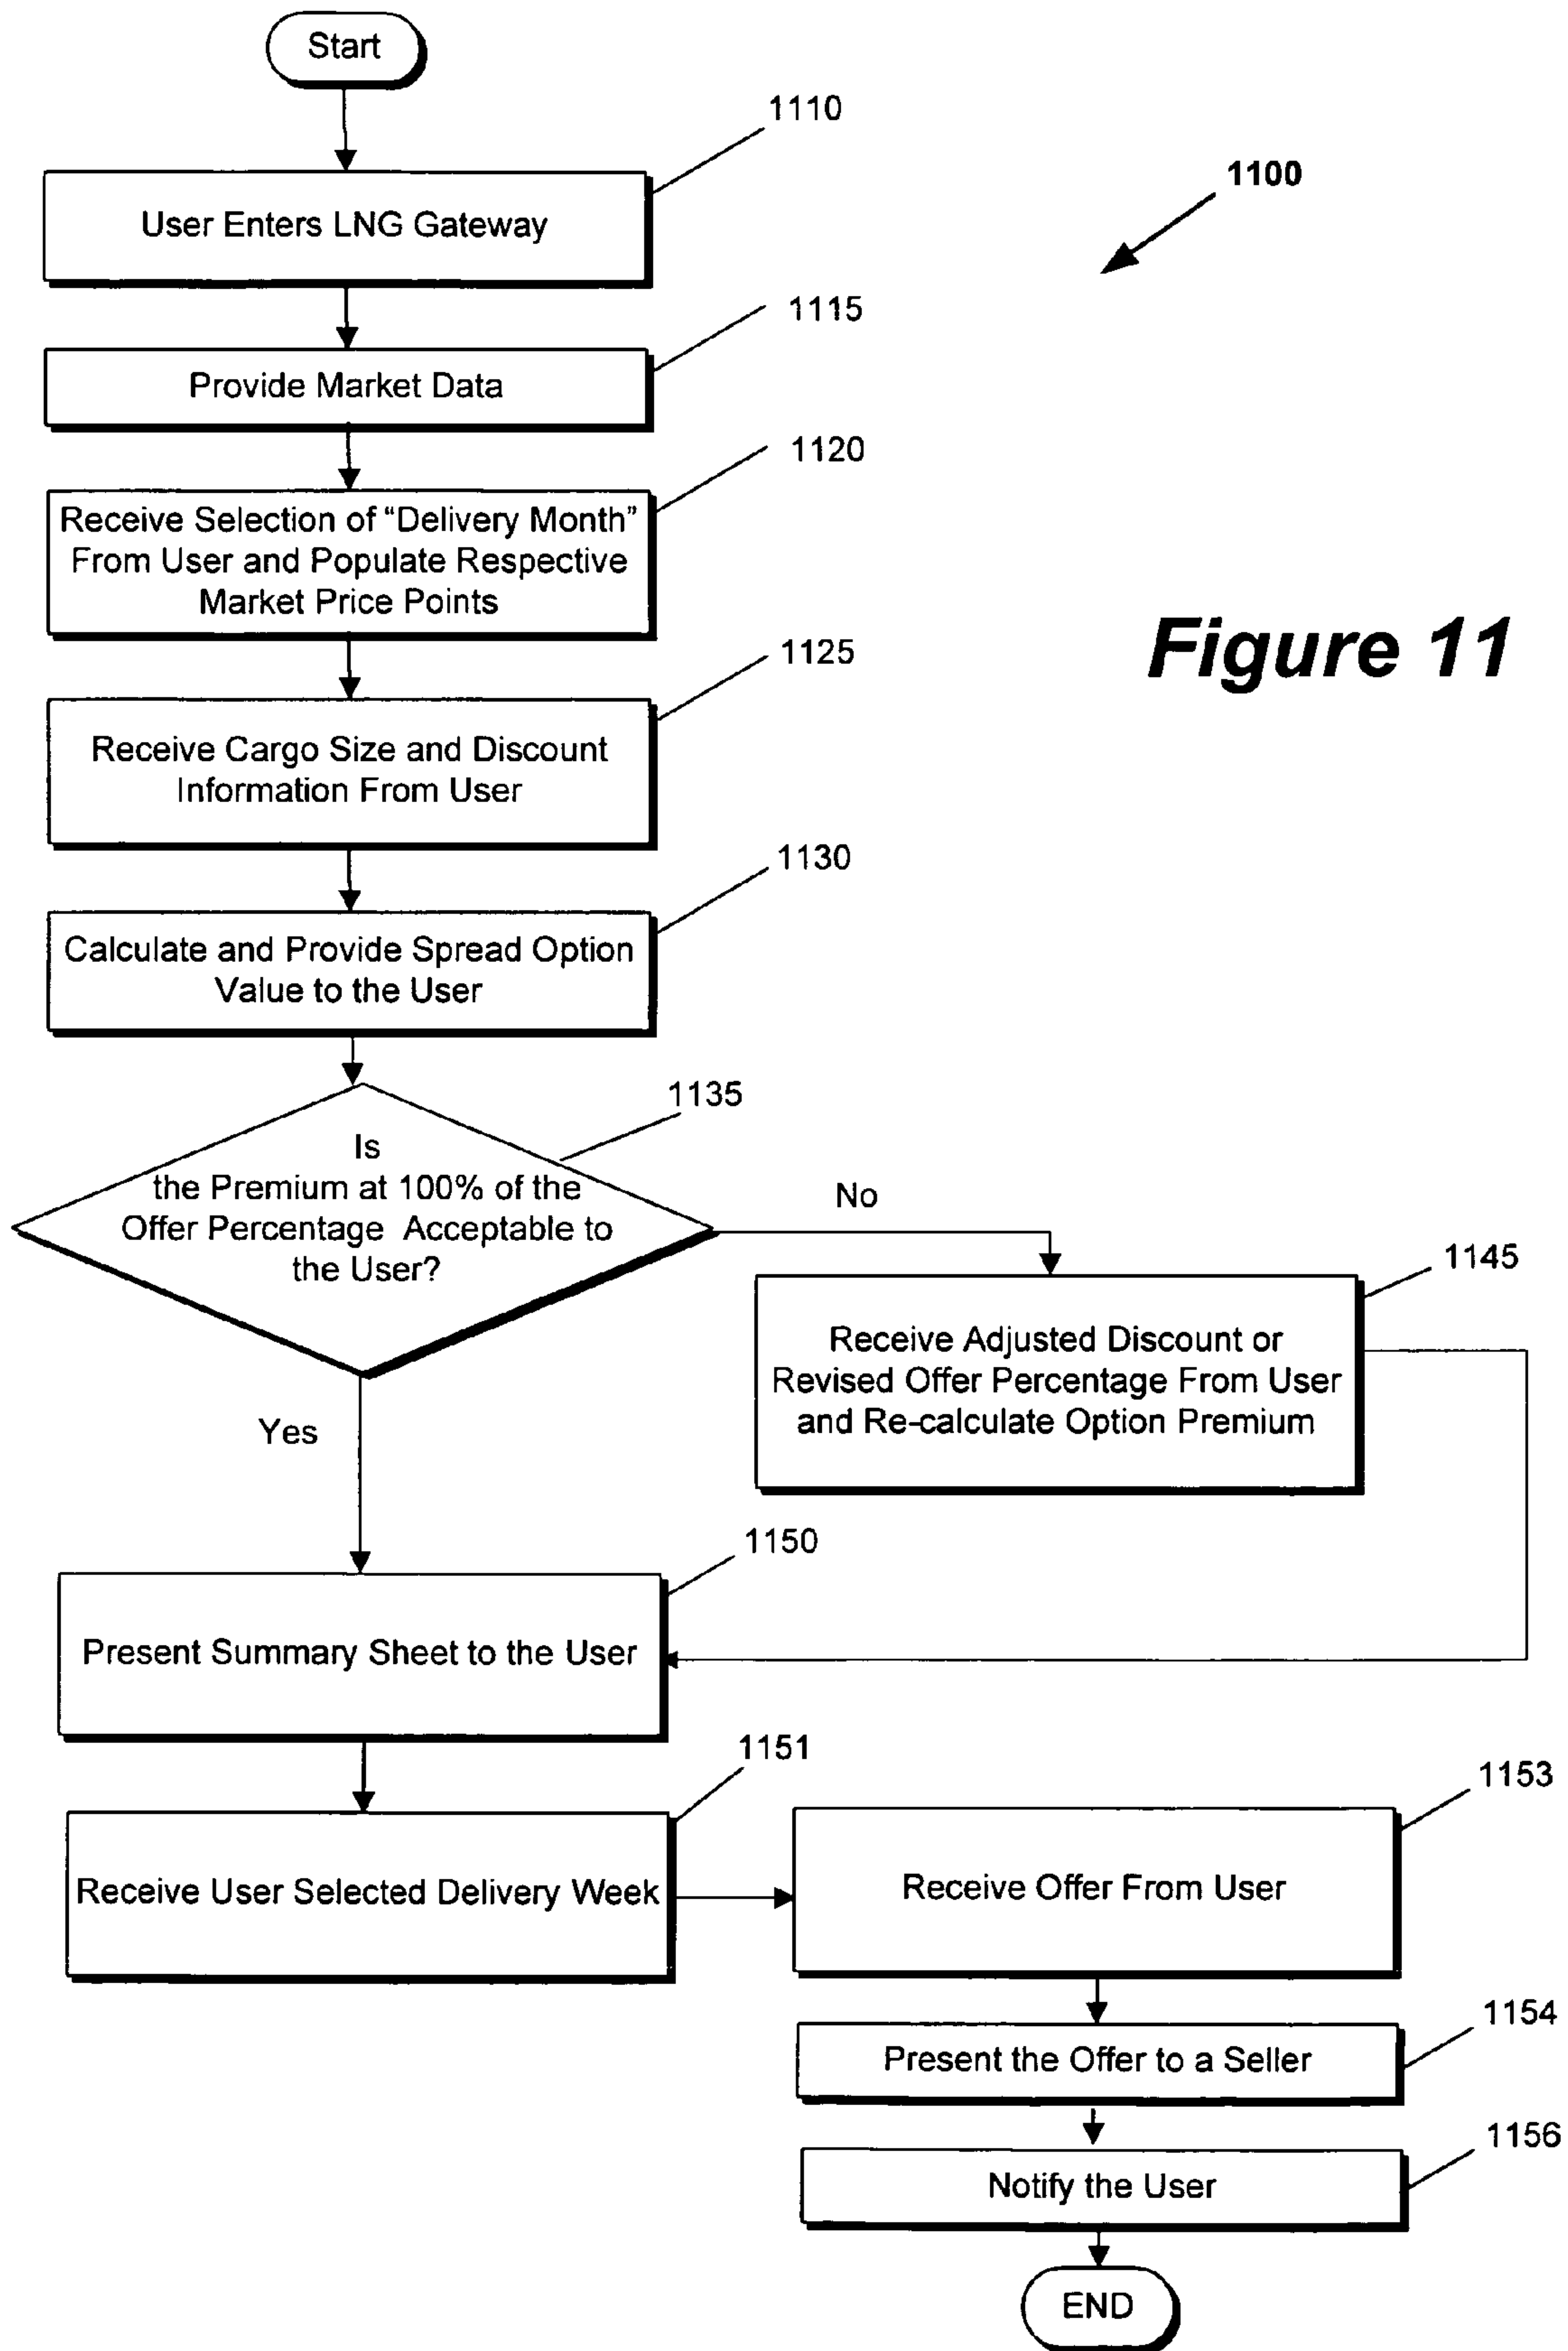 Start
1110
1100
User Enters LNG Gateway
1115
Provide Market Data
1120
Receive Selection of “Delivery Month”
From User and Populate Respective
Market Price Points
Figure 11
1125
Receive Cargo Size and Discount
Information From User
1130
Calculate and Provide Spread Option
Value to the User
1135
Is
the Premium at 100% of the
Offer Percentage Acceptable to
the User?
No
1145
Receive Adjusted Discount or
Revised Offer Percentage From User
and Re-calculate Option Premium
Yes
1150
Present Summary Sheet to the User
1151
Receive User Selected Delivery Week
1153
Receive Offer From User
1154
Present the Offer to a Seller
1156
Notify the User
END